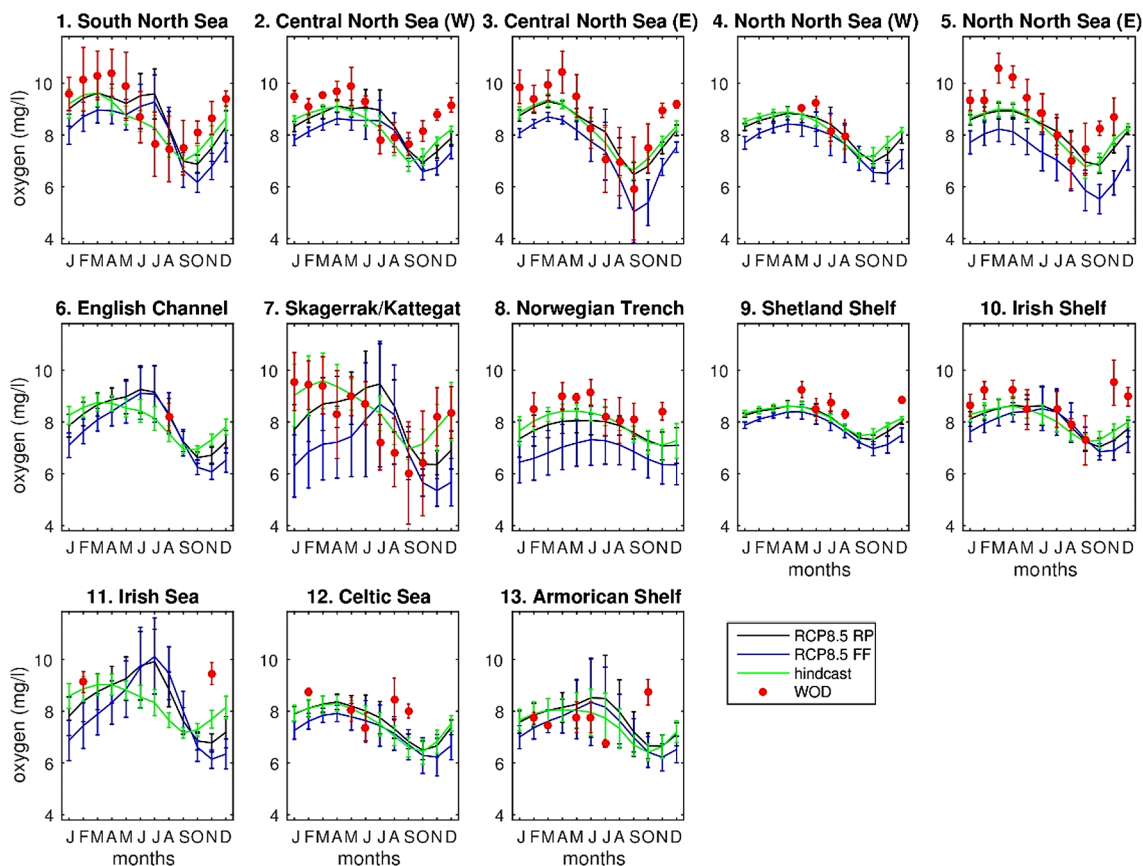 1. South North Sea
2. Central North Sea (W)
3. Central North Sea (E)
4. North North Sea (W)
5. North North Sea (E)
oxygen (mg/l)
10
8
6
4
J F M A M J J A S O N D
J F M A M J J A S O N D
J F M A M J J A S O N D
J F M A M J J A S O N D
J F M A M J J A S O N D
6. English Channel
7. Skagerrak/Kattegat
8. Norwegian Trench
9. Shetland Shelf
10. Irish Shelf
oxygen (mg/l)
10
8
6
4
J F M A M J J A S O N D
J F M A M J J A S O N D
J F M A M J J A S O N D
J F M A M J J A S O N D
J F M A M J J A S O N D
months
months
11. Irish Sea
12. Celtic Sea
13. Armorican Shelf
oxygen (mg/l)
10
8
6
4
J F M A M J J A S O N D
J F M A M J J A S O N D
J F M A M J J A S O N D
months
months
months
RCP8.5 RP
RCP8.5 FF
hindcast
WOD